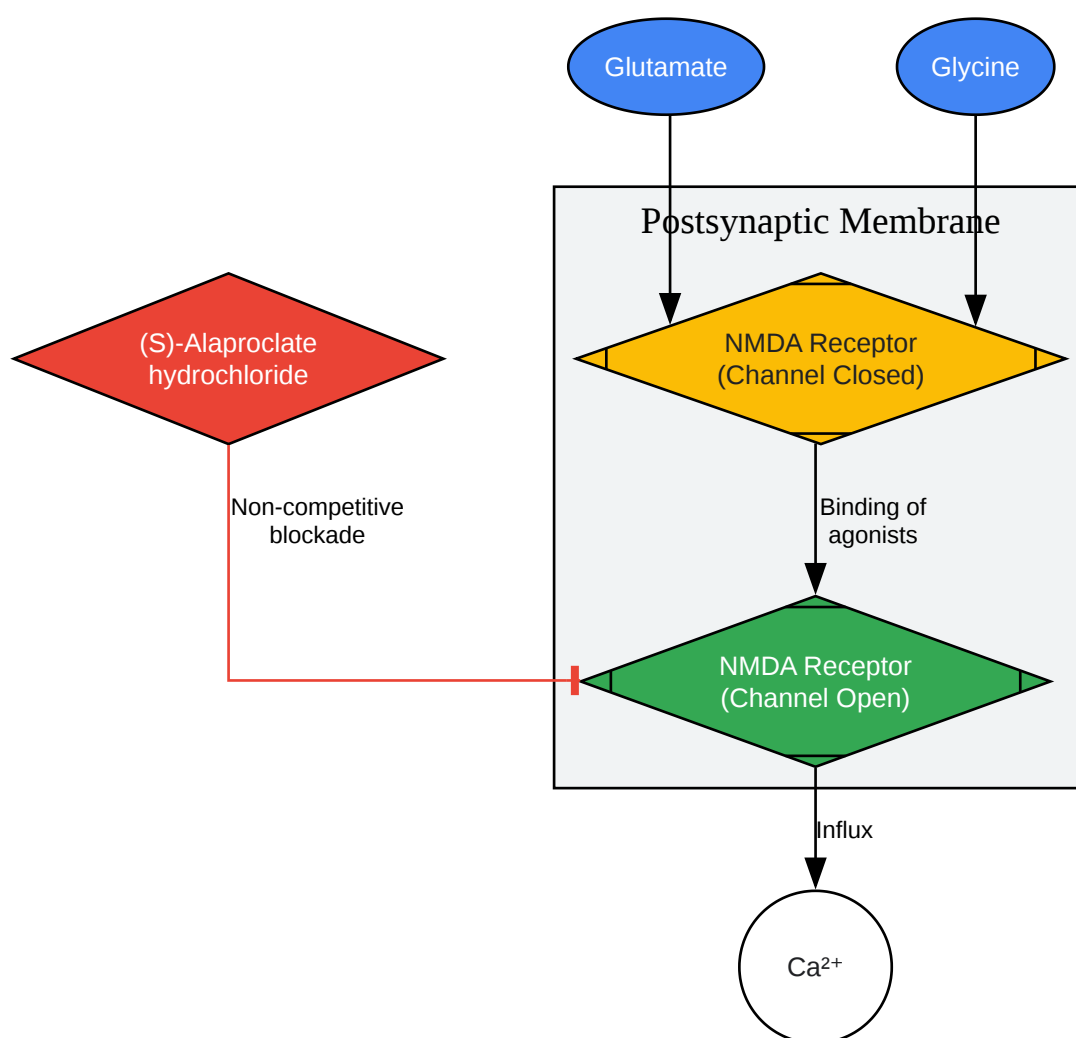 Glutamate
Glycine
Postsynaptic Membrane
(S)-Alaproclate
hydrochloride
NMDA Receptor
(Channel Closed)
Non-competitive
blockade
Binding of
agonists
NMDA Receptor
(Channel Open)
Influx
Ca²⁺